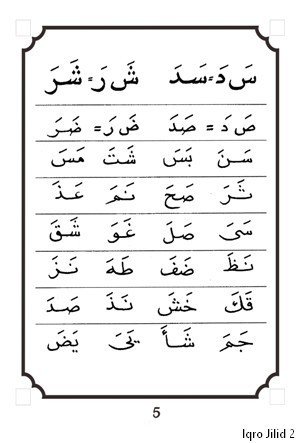 سَ دَ = سَدَ شَ رَ = شَرَ
صَ دَ = صَدَ ضَ رَ = ضَرَ
سَنَ بَسَ شَتَ هَسَ
ثَرَ صَحَ نَمَ عَذَ
سَىَ صَلَ غَوَ شَقَ
نَظَ ضَفَ طَهَ نَزَ
قَكَ خَشَ نَذَ صَدَ
جَمَ شَأَ يَىَ يَضَ
5
Iqro Jilid 2